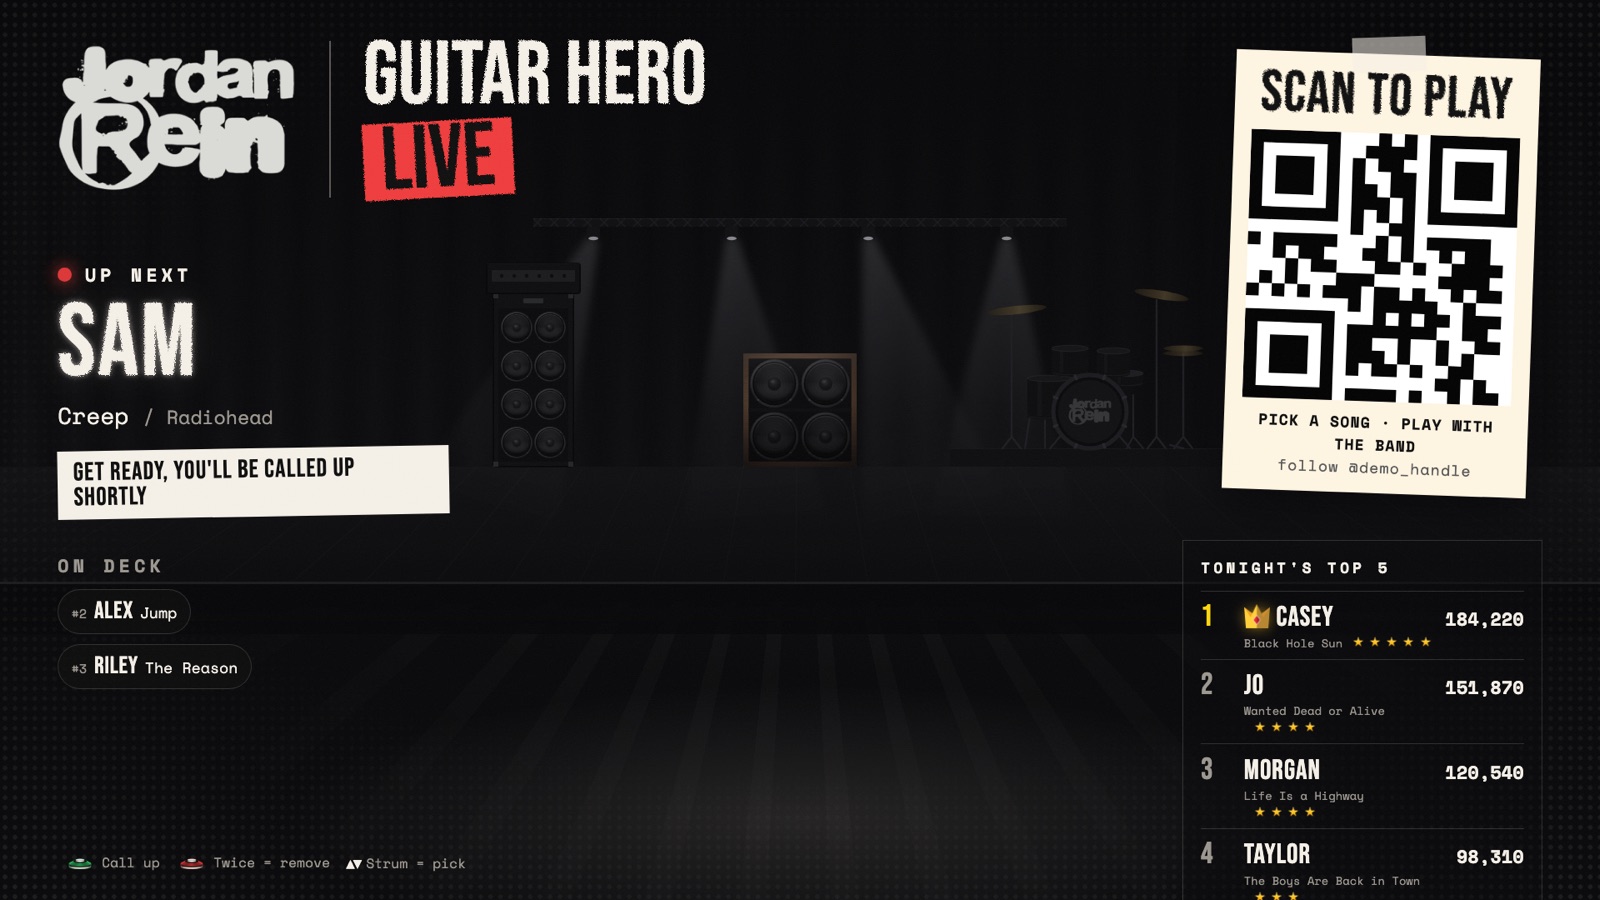 Jordan
Rein
GUITAR HERO
LIVE
SCAN TO PLAY
PICK A SONG · PLAY WITH
THE BAND
follow @demo_handle
UP NEXT
SAM
Creep / Radiohead
GET READY, YOU'LL BE CALLED UP
SHORTLY
Jordan
Rein
ON DECK
#2 ALEX Jump
#3 RILEY The Reason
TONIGHT'S TOP 5
1 CASEY 184,220
Black Hole Sun ★★★★★
2 JO 151,870
Wanted Dead or Alive
★★★★
3 MORGAN 120,540
Life Is a Highway
★★★★
4 TAYLOR 98,310
The Boys Are Back in Town
★★★
Call up Twice = remove ▲▼ Strum = pick